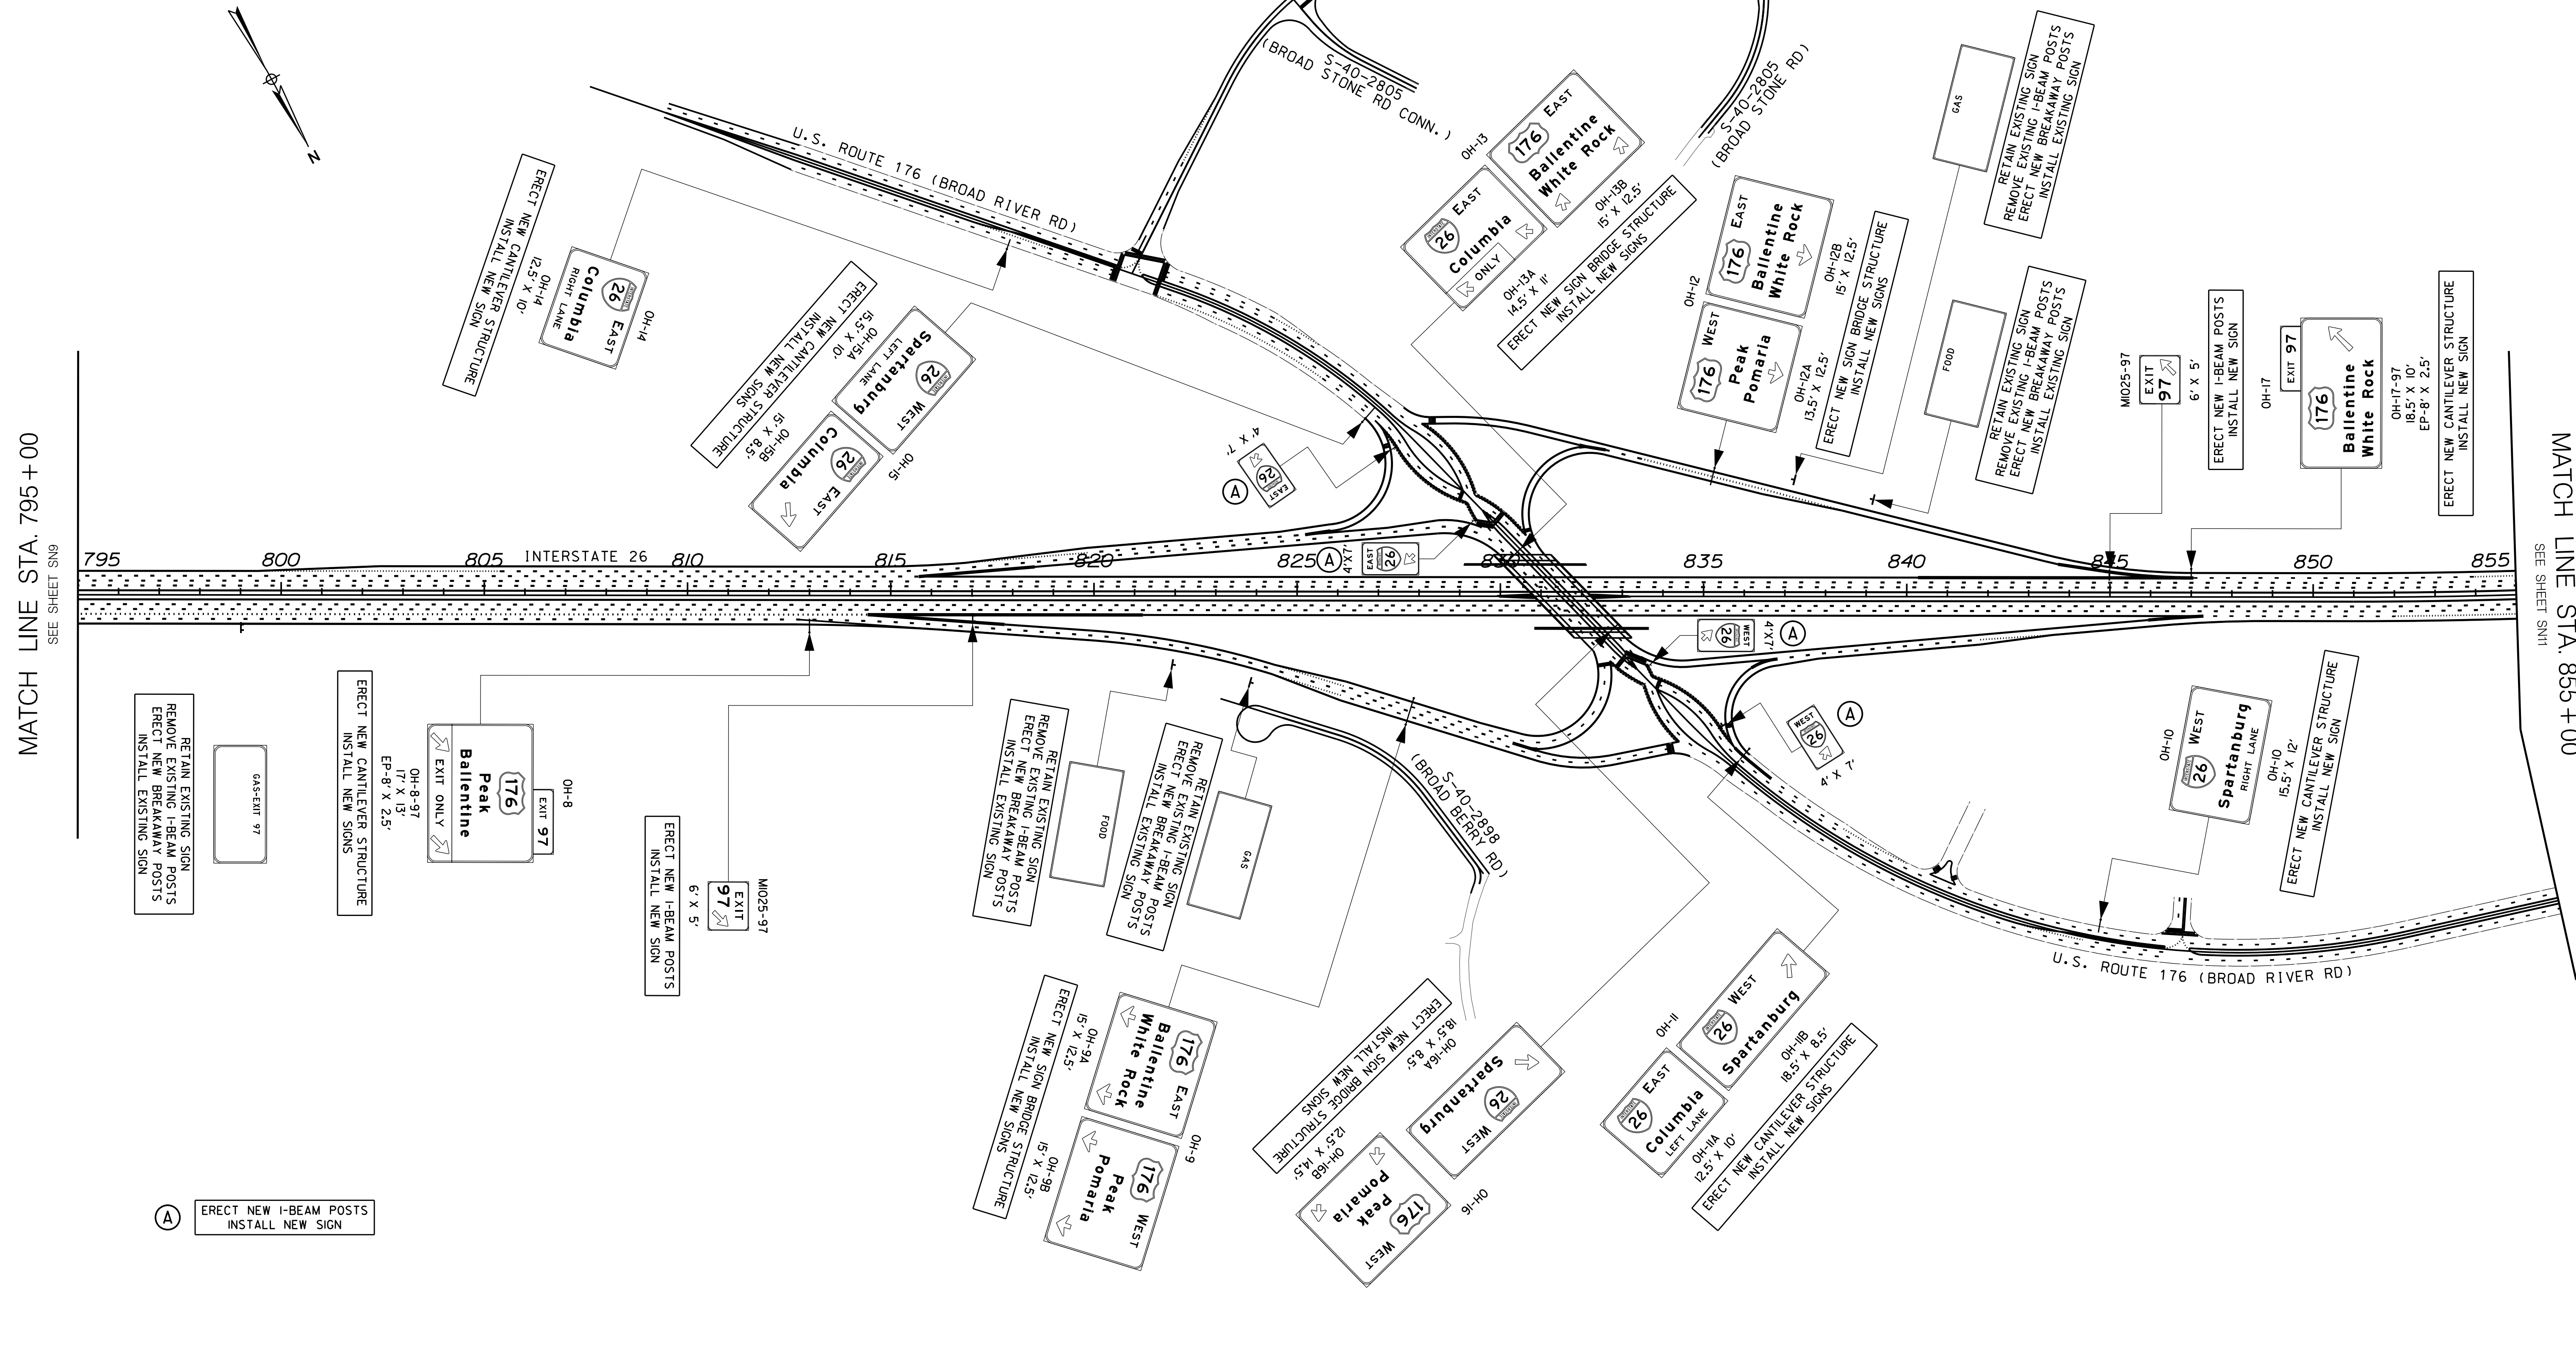 MATCH LINE STA. 795+00
SEE SHEET SN9
N
U.S. ROUTE 176 (BROAD RIVER RD)
S-40-2805
(BROAD STONE RD CONN.)
S-40-2805
(BROAD STONE RD)
ERECT NEW CANTILEVER STRUCTURE
INSTALL NEW SIGN
OH-14
12.5' X 10'
26 EAST
Columbia
RIGHT LANE
OH-14
ERECT NEW CANTILEVER STRUCTURE
INSTALL NEW SIGNS
OH-15A
15.5' X 10'
26 WEST
Spartanburg
LEFT LANE
OH-15B
15' X 8.5'
26 EAST
Columbia
OH-15
4' X 7'
EAST
26
A
OH-13
176 EAST
Ballentine
White Rock
26 EAST
Columbia
ONLY
OH-13B
15' X 12.5'
OH-13A
14.5' X 11'
ERECT NEW SIGN BRIDGE STRUCTURE
INSTALL NEW SIGNS
OH-12
176 EAST
Ballentine
White Rock
176 WEST
Peak
Pomaria
OH-12B
15' X 12.5'
OH-12A
13.5' X 12.5'
ERECT NEW SIGN BRIDGE STRUCTURE
INSTALL NEW SIGNS
GAS
RETAIN EXISTING SIGN
REMOVE EXISTING I-BEAM POSTS
ERECT NEW BREAKAWAY POSTS
INSTALL EXISTING SIGN
FOOD
RETAIN EXISTING SIGN
REMOVE EXISTING I-BEAM POSTS
ERECT NEW BREAKAWAY POSTS
INSTALL EXISTING SIGN
MI025-97
EXIT
97
6' X 5'
ERECT NEW I-BEAM POSTS
INSTALL NEW SIGN
OH-17
EXIT 97
176
Ballentine
White Rock
OH-17-97
18.5' X 10'
EP-8' X 2.5'
ERECT NEW CANTILEVER STRUCTURE
INSTALL NEW SIGN
MATCH LINE STA. 855+00
SEE SHEET SN11
795 800 805 INTERSTATE 26 810 815 820 825 830 835 840 845 850 855
A
4'X7'
EAST
26
WEST
26
4'X7'
A
WEST
26
4' X 7'
A
RETAIN EXISTING SIGN
REMOVE EXISTING I-BEAM POSTS
ERECT NEW BREAKAWAY POSTS
INSTALL EXISTING SIGN
GAS-EXIT 97
ERECT NEW CANTILEVER STRUCTURE
INSTALL NEW SIGNS
OH-8-97
17' X 13'
EP-8' X 2.5'
OH-8
EXIT 97
176
Peak
Ballentine
EXIT ONLY
ERECT NEW I-BEAM POSTS
INSTALL NEW SIGN
6' X 5'
EXIT
97
MI025-97
RETAIN EXISTING SIGN
REMOVE EXISTING I-BEAM POSTS
ERECT NEW BREAKAWAY POSTS
INSTALL EXISTING SIGN
FOOD
RETAIN EXISTING SIGN
REMOVE EXISTING I-BEAM POSTS
ERECT NEW BREAKAWAY POSTS
INSTALL EXISTING SIGN
GAS
S-40-2898
(BROAD BERRY RD)
ERECT NEW SIGN BRIDGE STRUCTURE
INSTALL NEW SIGNS
OH-9A
15' X 12.5'
176 EAST
Ballentine
White Rock
OH-9B
15' X 12.5'
176 WEST
Peak
Pomaria
OH-9
ERECT NEW SIGN BRIDGE STRUCTURE
INSTALL NEW SIGNS
OH-16A
18.5' X 8.5'
26 WEST
Spartanburg
OH-16B
12.5' X 14.5'
176 WEST
Peak
Pomaria
OH-16
OH-11
26 WEST
Spartanburg
26 EAST
Columbia
LEFT LANE
OH-11B
18.5' X 8.5'
OH-11A
12.5' X 10'
ERECT NEW CANTILEVER STRUCTURE
INSTALL NEW SIGNS
OH-10
26 WEST
Spartanburg
RIGHT LANE
OH-10
15.5' X 12'
ERECT NEW CANTILEVER STRUCTURE
INSTALL NEW SIGN
U.S. ROUTE 176 (BROAD RIVER RD)
A
ERECT NEW I-BEAM POSTS
INSTALL NEW SIGN